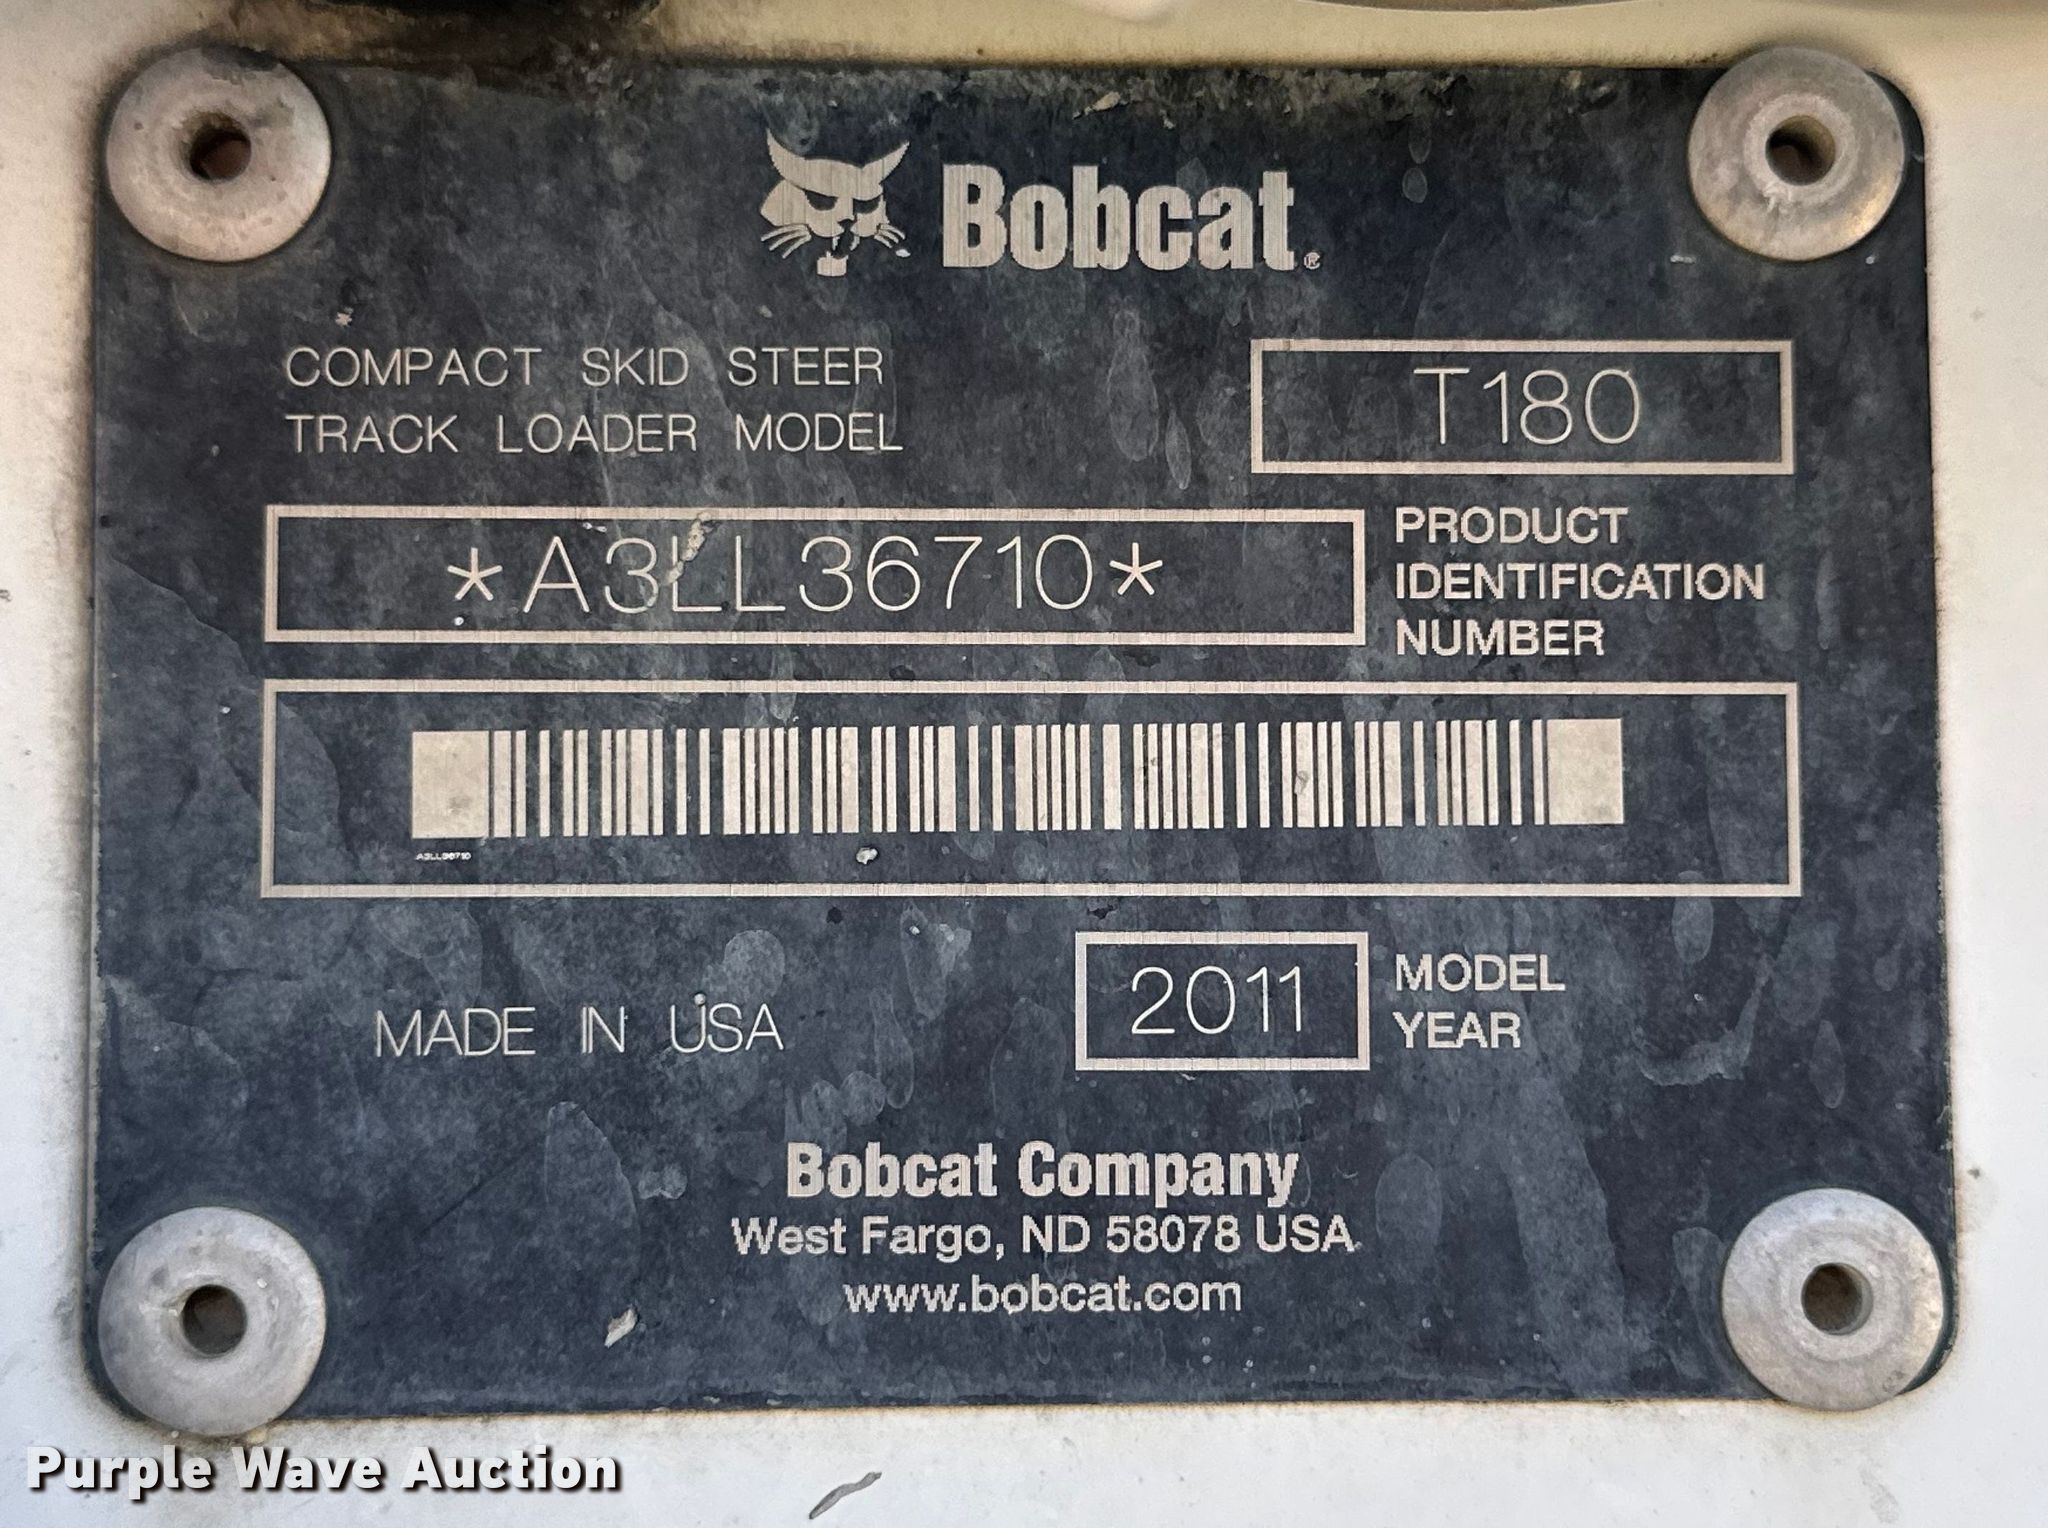 Bobcat®
COMPACT SKID STEER
TRACK LOADER MODEL
T180
*A3LL36710*
PRODUCT
IDENTIFICATION
NUMBER
A3LL36710
MADE IN USA
2011
MODEL
YEAR
Bobcat Company
West Fargo, ND 58078 USA
www.bobcat.com
Purple Wave Auction